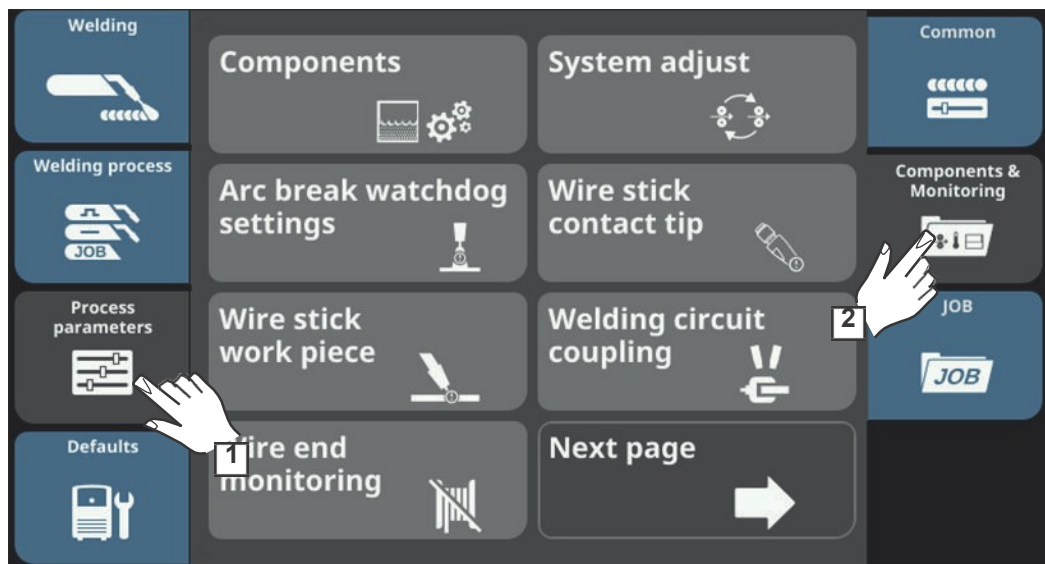 Welding
Welding process
JOB
Process
parameters
Defaults
Components
System adjust
Arc break watchdog
settings
Wire stick
contact tip
Wire stick
work piece
Welding circuit
coupling
monitoring
ire end
Next page
Common
Components &
Monitoring
JOB
JOB
1
2